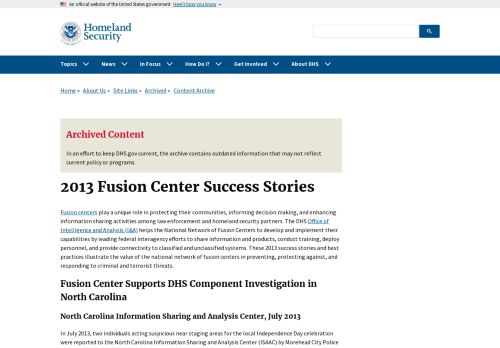 An official website of the United States government Here's how you know
Homeland
Security
Topics News In Focus How Do I? Get Involved About DHS
Home » About Us » Site Links » Archived » Content Archive
Archived Content
In an effort to keep DHS.gov current, the archive contains outdated information that may not reflect
current policy or programs.
2013 Fusion Center Success Stories
Fusion centers play a unique role in protecting their communities, informing decision making, and enhancing
information sharing activities among law enforcement and homeland security partners. The DHS Office of
Intelligence and Analysis (I&A) helps the National Network of Fusion Centers to develop and implement their
capabilities by leading federal interagency efforts to share information and products, conduct training, deploy
personnel, and provide connectivity to classified and unclassified systems. These 2013 success stories and best
practices illustrate the value of the national network of fusion centers in preventing, protecting against, and
responding to criminal and terrorist threats.
Fusion Center Supports DHS Component Investigation in
North Carolina
North Carolina Information Sharing and Analysis Center, July 2013
In July 2013, two individuals acting suspicious near staging areas for the local Independence Day celebration
were reported to the North Carolina Information Sharing and Analysis Center (ISAAC) by Morehead City Police